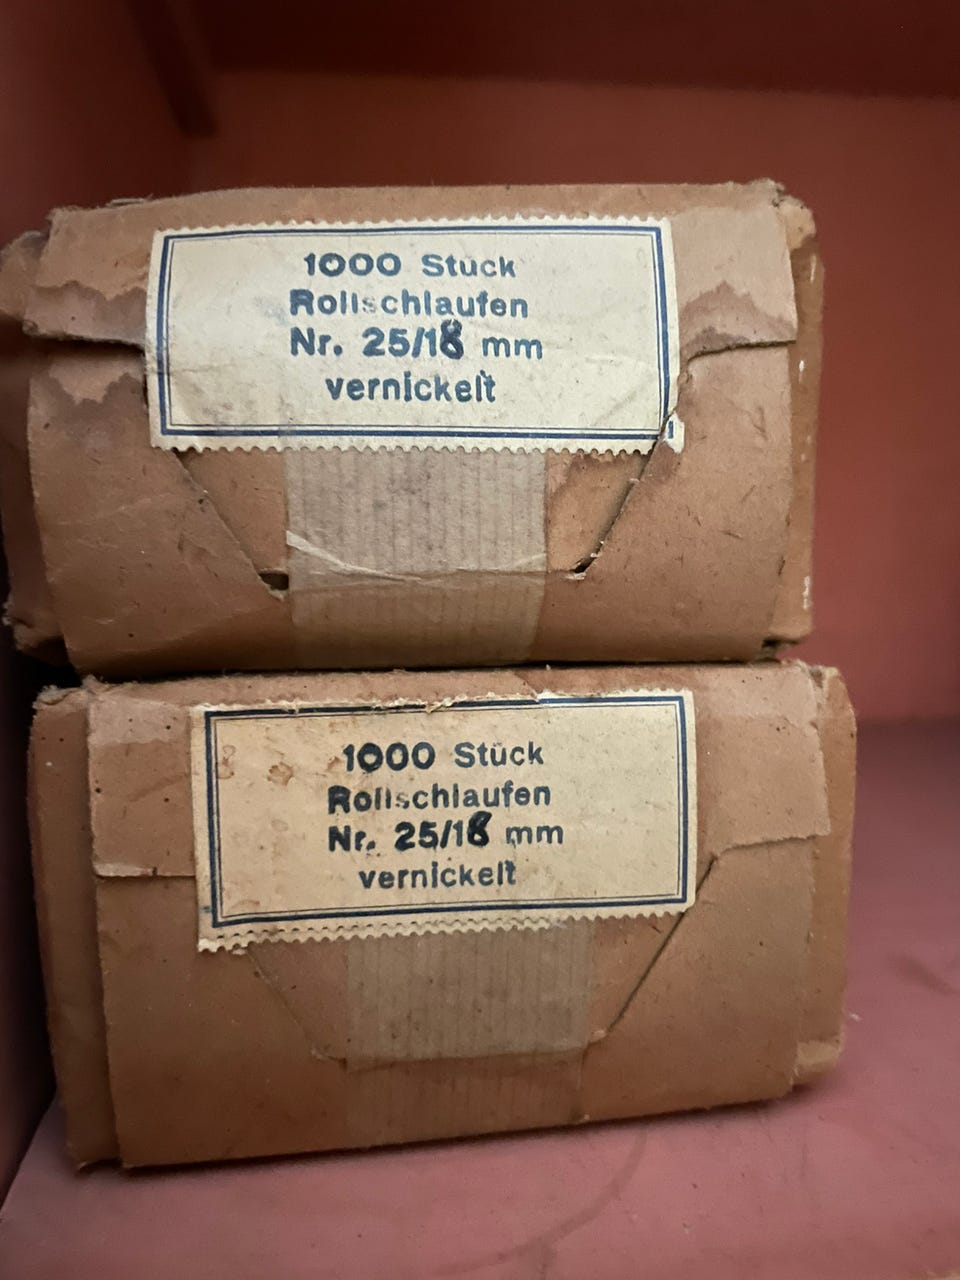 1000 Stück
Rollschlaufen
Nr. 25/18 mm
vernickelt
1000 Stück
Rollschlaufen
Nr. 25/18 mm
vernickelt